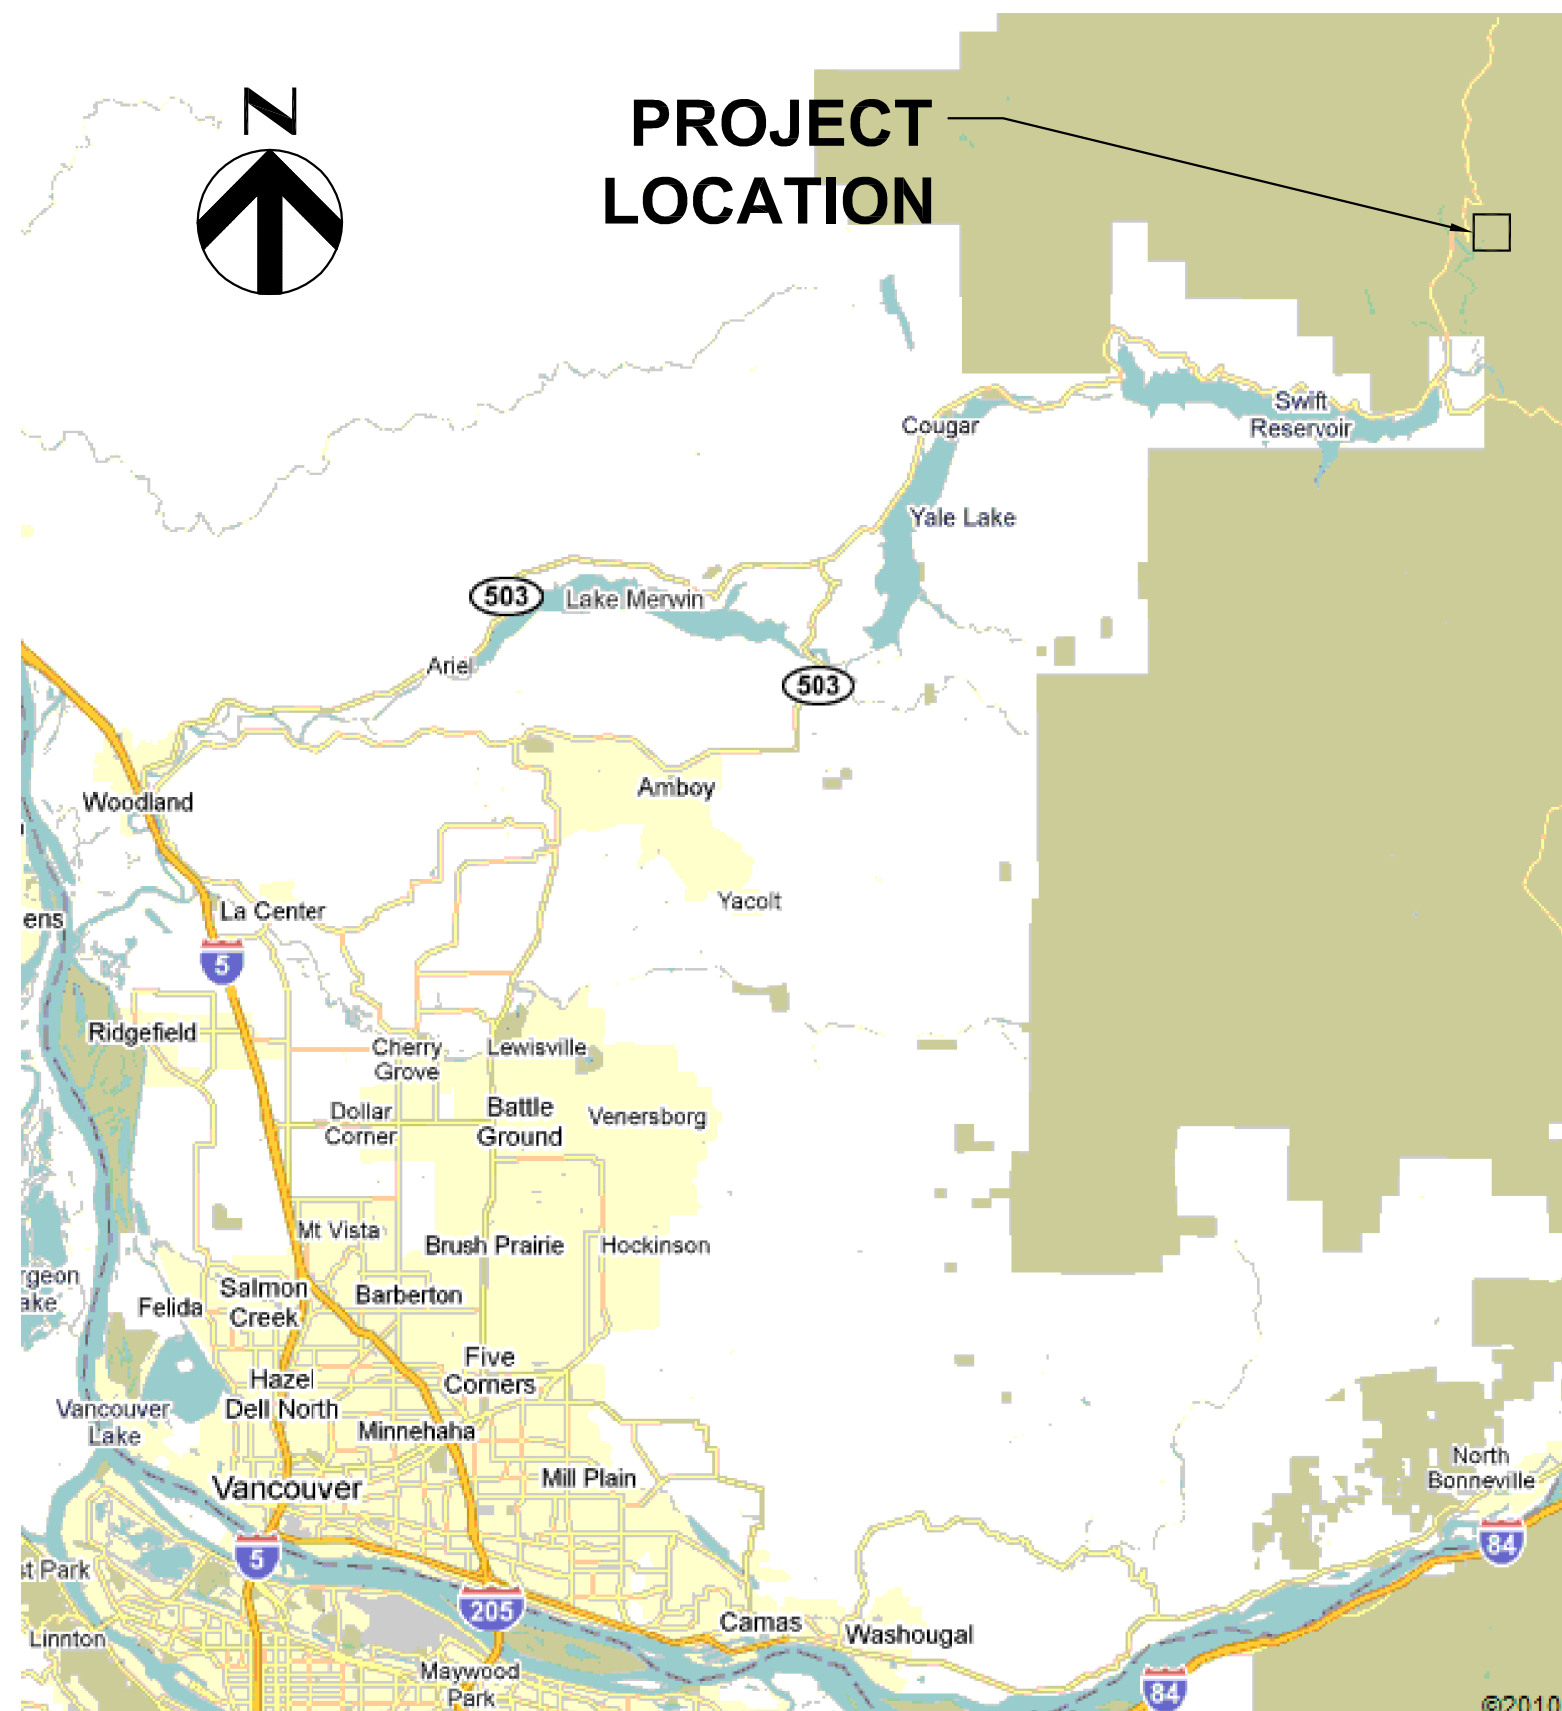 N
PROJECT
LOCATION
Swift
Reservoir
Cougar
Yale Lake
503
Lake Merwin
Ariel
503
Amboy
Woodland
Yacolt
La Center
ens
5
Ridgefield
Cherry
Grove
Lewisville
Dollar
Corner
Battle
Ground
Venersborg
Mt Vista
Brush Prairie
Hockinson
rgeon
ake
Felida
Salmon
Creek
Barberton
Five
Corners
Hazel
Dell North
Vancouver
Lake
Minnehaha
Mill Plain
North
Bonneville
Vancouver
5
84
st Park
205
Camas
Washougal
Linnton
Maywood
Park
84
©2010